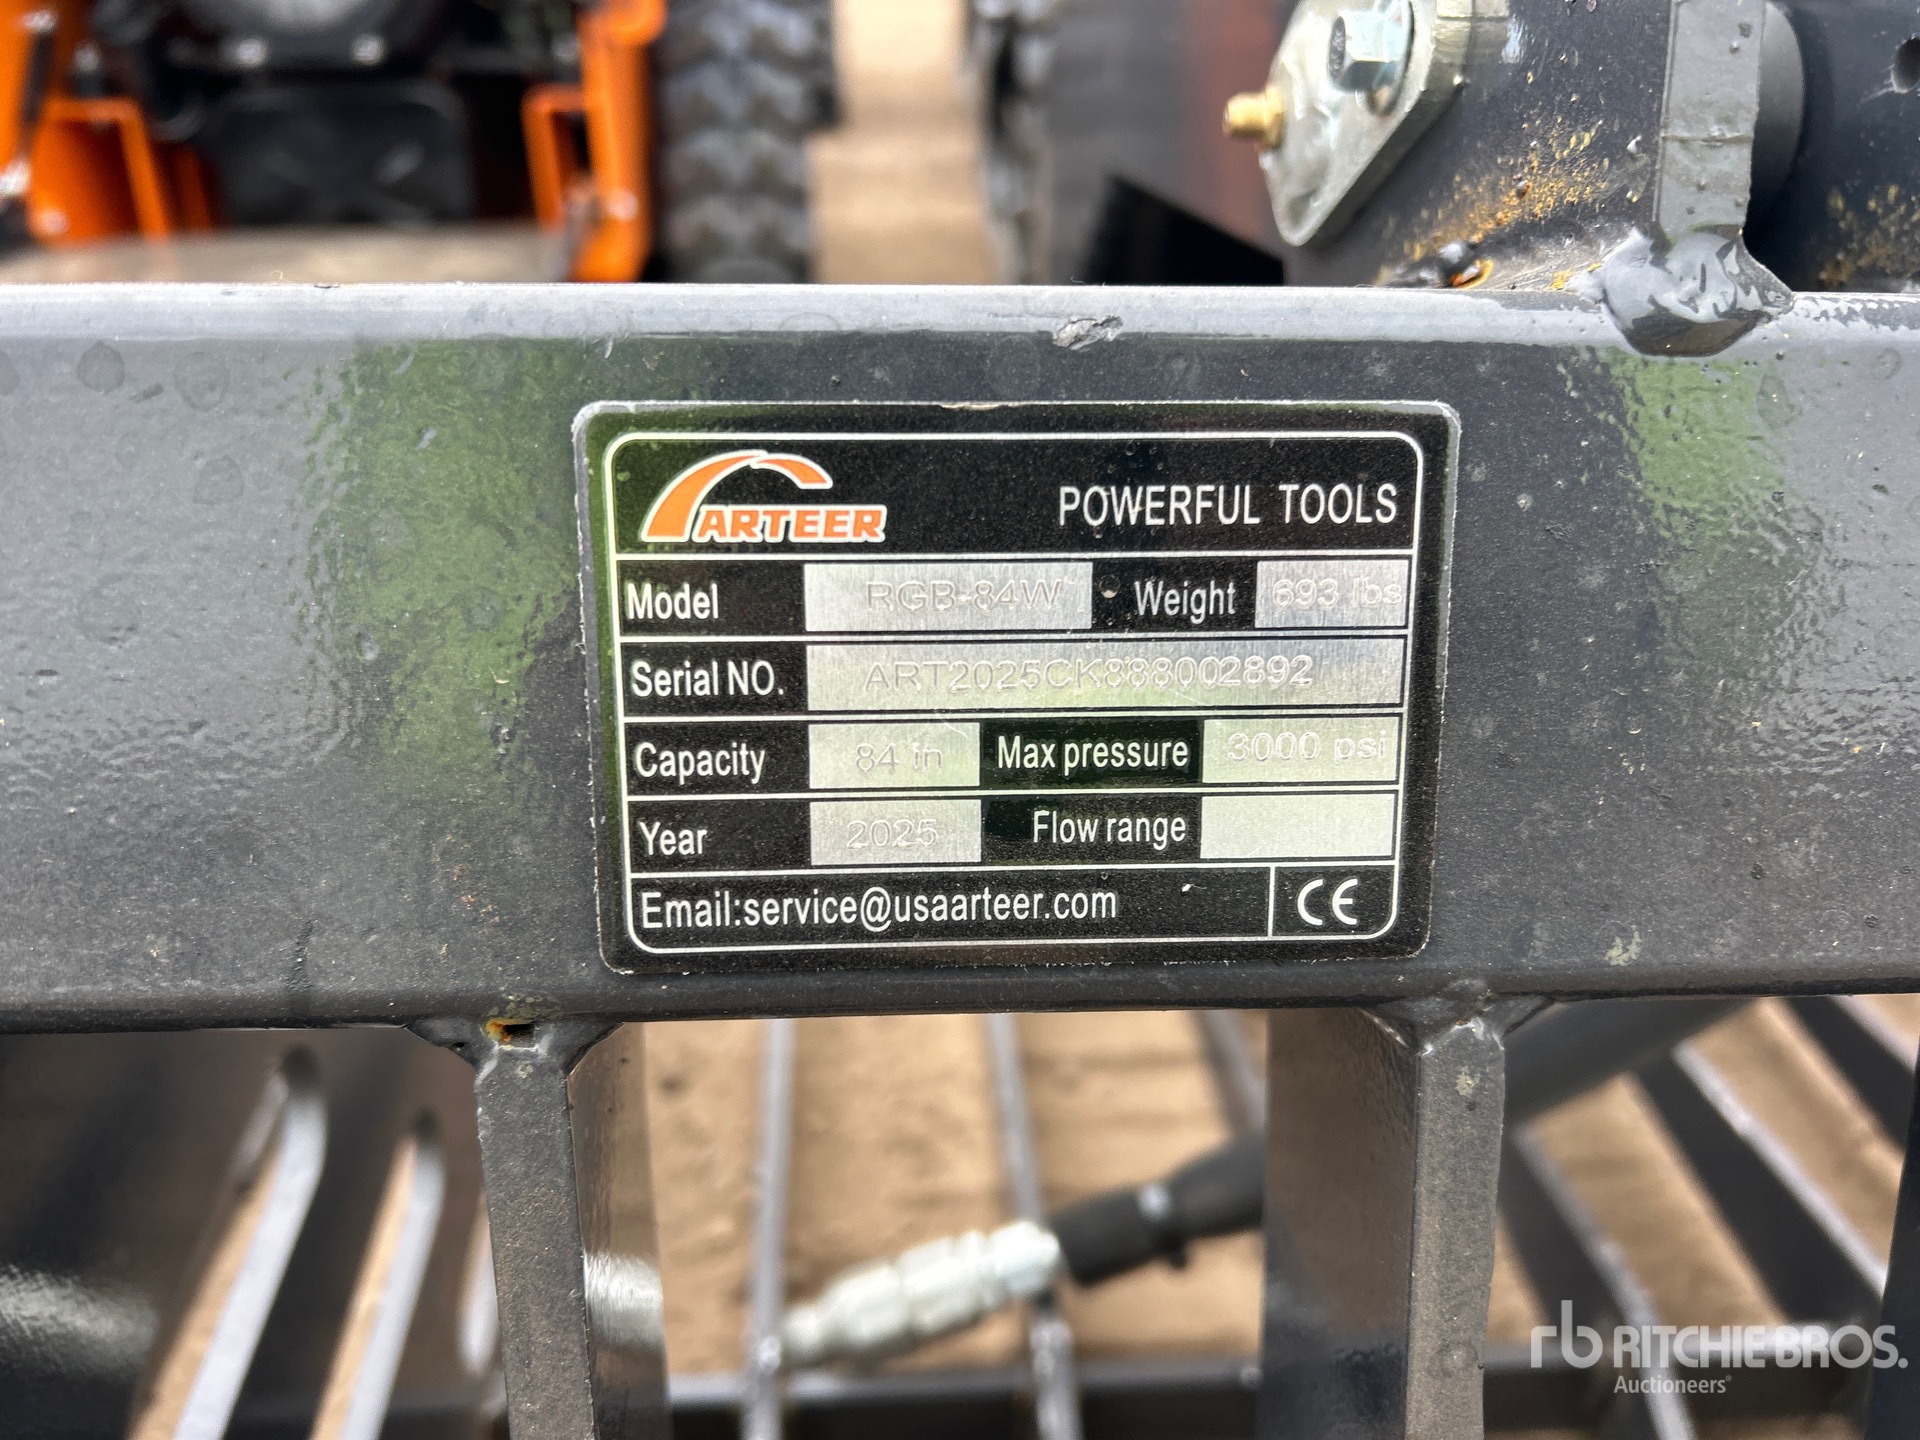 ARTEER
POWERFUL TOOLS
Model RGB-84W Weight 693 lbs
Serial NO. ART2025CK888002892
Capacity 84 in Max pressure 3000 psi
Year 2025 Flow range
Email:service@usaarteer.com CE
rb RITCHIE BROS.
Auctioneers